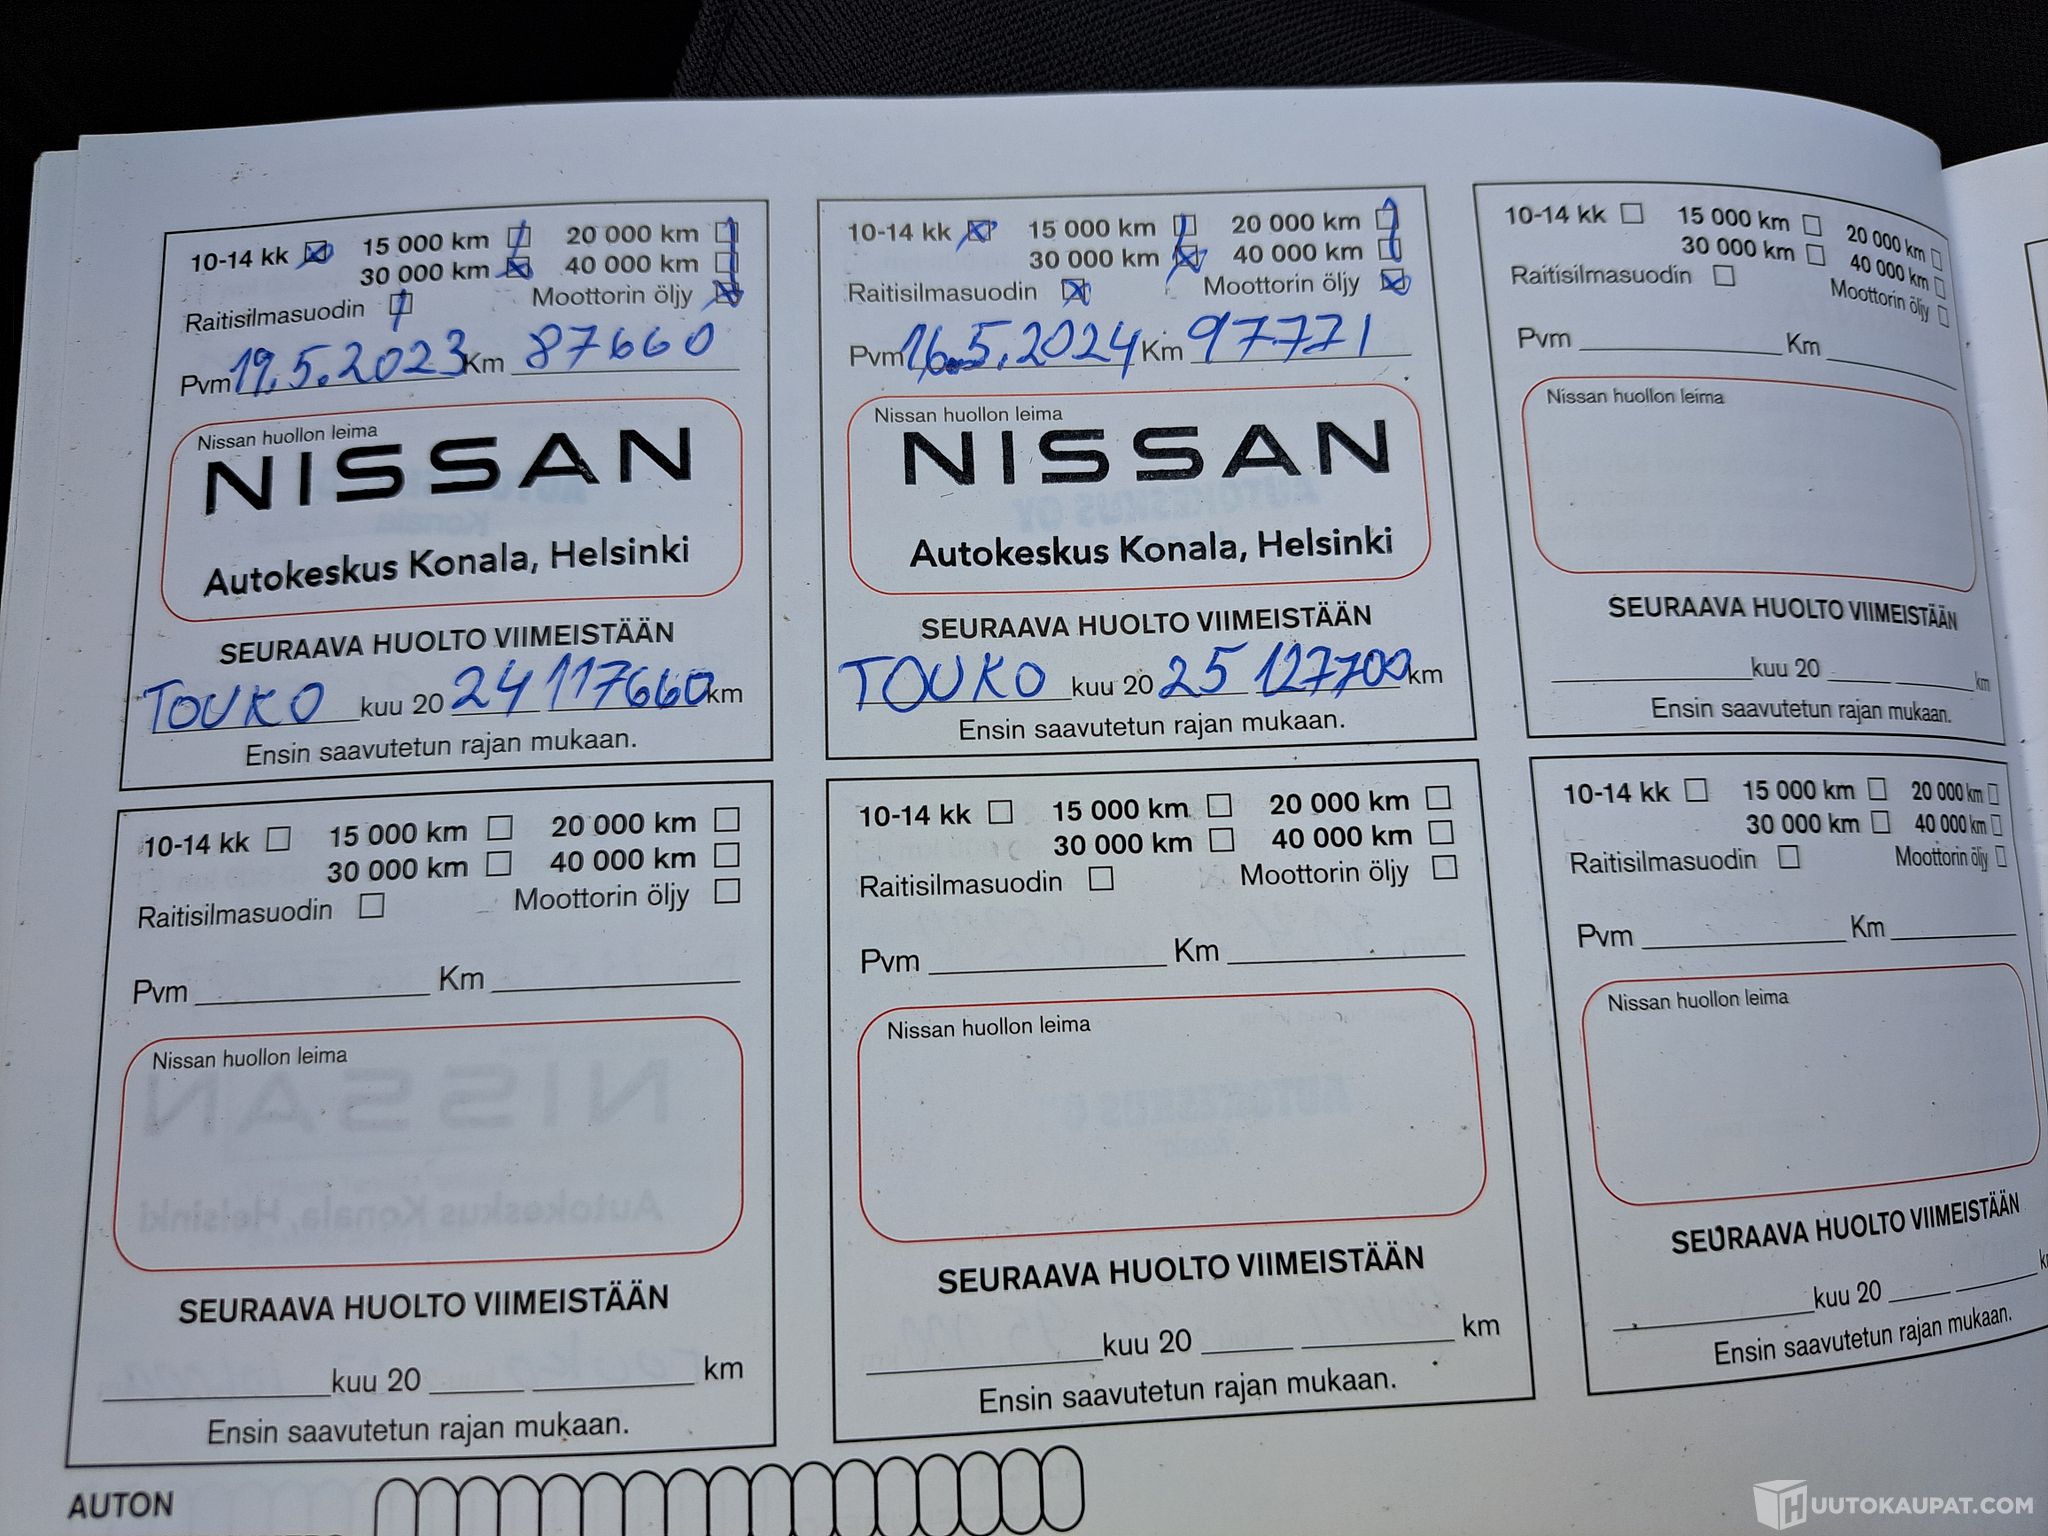 10-14 kk 15 000 km 20 000 km
30 000 km 40 000 km
Raitisilmasuodin Moottorin öljy
Pvm 19.5.2023 Km 87660
Nissan huollon leima
NISSAN
Autokeskus Konala, Helsinki
SEURAAVA HUOLTO VIIMEISTÄÄN
TOUKO kuu 20 24 117660 km
Ensin saavutetun rajan mukaan.
10-14 kk 15 000 km 20 000 km
30 000 km 40 000 km
Raitisilmasuodin Moottorin öljy
Pvm 16.5.2024 Km 97771
Nissan huollon leima
NISSAN
Autokeskus Konala, Helsinki
SEURAAVA HUOLTO VIIMEISTÄÄN
TOUKO kuu 20 25 127700 km
Ensin saavutetun rajan mukaan.
10-14 kk 15 000 km 20 000 km
30 000 km 40 000 km
Raitisilmasuodin Moottorin öljy
Pvm Km
Nissan huollon leima
SEURAAVA HUOLTO VIIMEISTÄÄN
kuu 20 km
Ensin saavutetun rajan mukaan.
10-14 kk 15 000 km 20 000 km
30 000 km 40 000 km
Raitisilmasuodin Moottorin öljy
Pvm Km
Nissan huollon leima
SEURAAVA HUOLTO VIIMEISTÄÄN
kuu 20 km
Ensin saavutetun rajan mukaan.
10-14 kk 15 000 km 20 000 km
30 000 km 40 000 km
Raitisilmasuodin Moottorin öljy
Pvm Km
Nissan huollon leima
SEURAAVA HUOLTO VIIMEISTÄÄN
kuu 20 km
Ensin saavutetun rajan mukaan.
10-14 kk 15 000 km 20 000 km
30 000 km 40 000 km
Raitisilmasuodin Moottorin öljy
Pvm Km
Nissan huollon leima
SEURAAVA HUOLTO VIIMEISTÄÄN
kuu 20
Ensin saavutetun rajan mukaan.
AUTON
HUUTOKAUPAT.COM